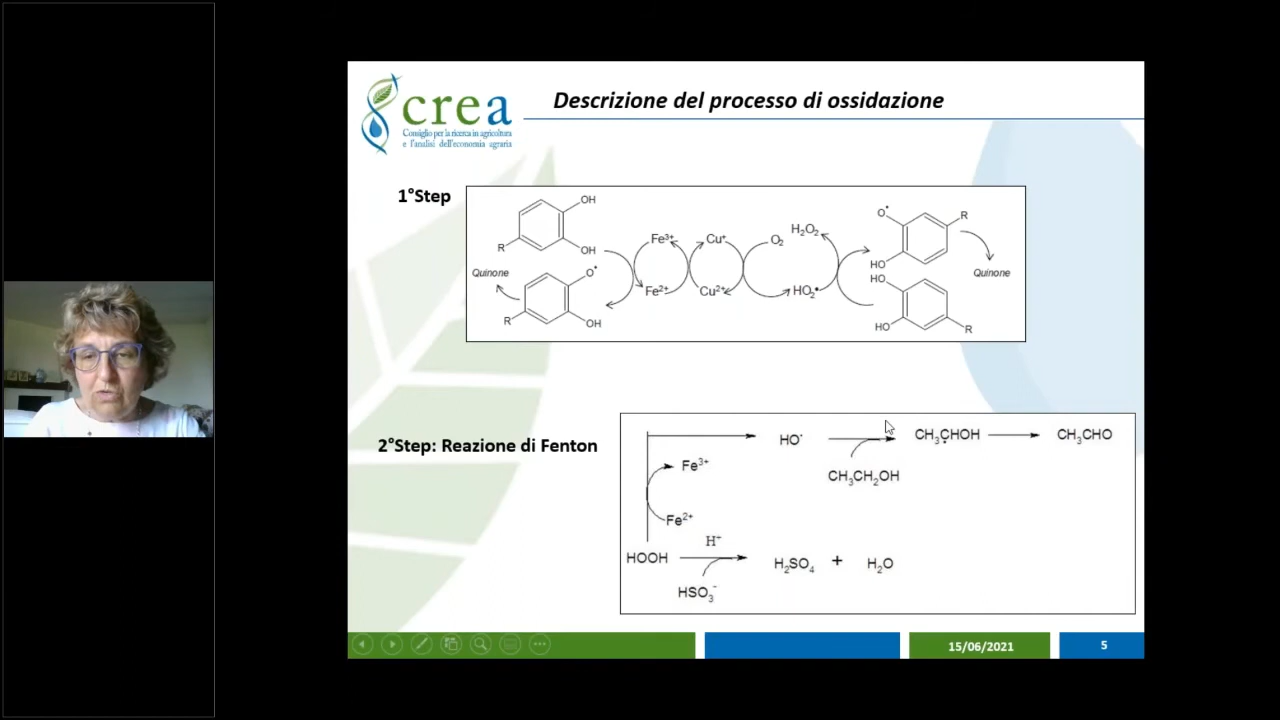 crea
Consiglio per la ricerca in agricoltura
e l'analisi dell'economia agraria
Descrizione del processo di ossidazione
1°Step
OH
R
OH
Quinone
O•
R
OH
Fe³⁺
Fe²⁺
Cu⁺
Cu²⁺
O₂
H₂O₂
HO₂•
O•
R
HO
Quinone
HO
HO
R
2°Step: Reazione di Fenton
HO•
CH₃ĊHOH
CH₃CHO
Fe³⁺
CH₃CH₂OH
Fe²⁺
H⁺
HOOH
H₂SO₄ + H₂O
HSO₃⁻
15/06/2021
5